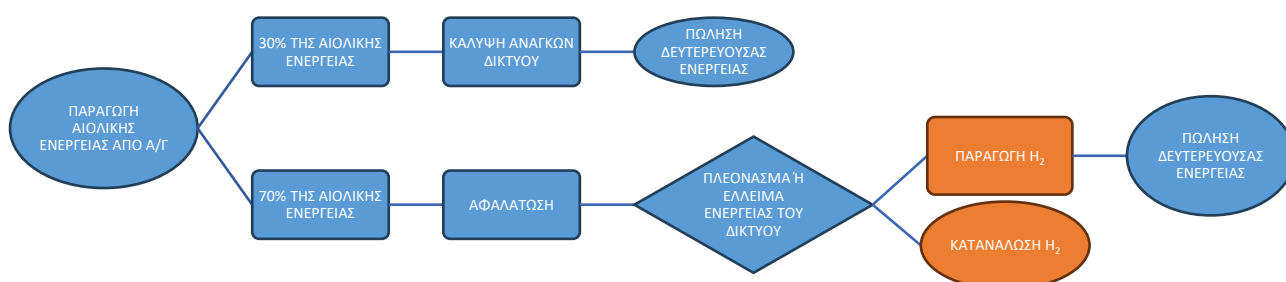 ΠΑΡΑΓΩΓΗ
ΑΙΟΛΙΚΗΣ
ΕΝΕΡΓΕΙΑΣ ΑΠΟ Α/Γ
30% ΤΗΣ ΑΙΟΛΙΚΗΣ
ΕΝΕΡΓΕΙΑΣ
ΚΑΛΥΨΗ ΑΝΑΓΚΩΝ
ΔΙΚΤΥΟΥ
ΠΩΛΗΣΗ
ΔΕΥΤΕΡΕΥΟΥΣΑΣ
ΕΝΕΡΓΕΙΑΣ
70% ΤΗΣ ΑΙΟΛΙΚΗΣ
ΕΝΕΡΓΕΙΑΣ
ΑΦΑΛΑΤΩΣΗ
ΠΛΕΟΝΑΣΜΑ Ή
ΕΛΛΕΙΜΑ
ΕΝΕΡΓΕΙΑΣ ΤΟΥ
ΔΙΚΤΥΟΥ
ΠΑΡΑΓΩΓΗ H₂
ΠΩΛΗΣΗ
ΔΕΥΤΕΡΕΥΟΥΣΑΣ
ΕΝΕΡΓΕΙΑΣ
ΚΑΤΑΝΑΛΩΣΗ H₂